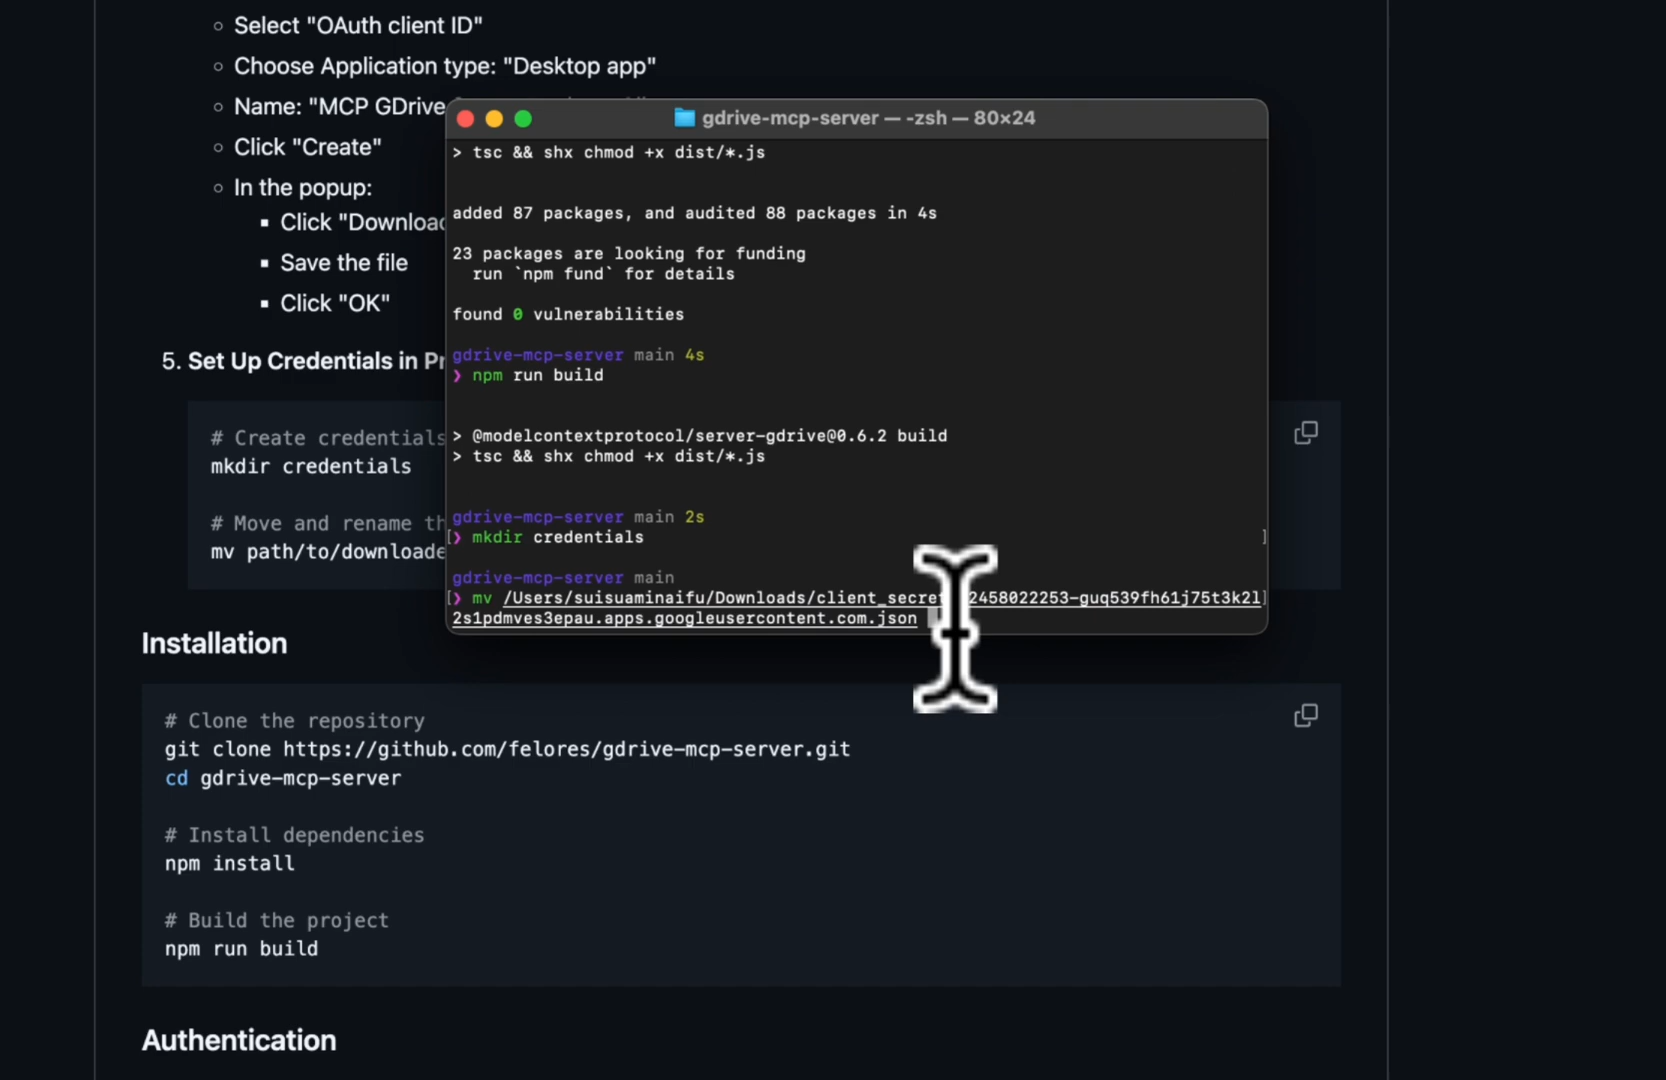 Select "OAuth client ID"
Choose Application type: "Desktop app"
Name: "MCP GDrive
Click "Create"
In the popup:
Click "Downloac
Save the file
Click "OK"
5. Set Up Credentials in Pr
# Create credentials
mkdir credentials
# Move and rename th
mv path/to/downloade
gdrive-mcp-server — -zsh — 80×24
> tsc && shx chmod +x dist/*.js
added 87 packages, and audited 88 packages in 4s
23 packages are looking for funding
run `npm fund` for details
found 0 vulnerabilities
gdrive-mcp-server main 4s
❯ npm run build
> @modelcontextprotocol/server-gdrive@0.6.2 build
> tsc && shx chmod +x dist/*.js
gdrive-mcp-server main 2s
[❯ mkdir credentials ]
gdrive-mcp-server main
[❯ mv /Users/suisuaminaifu/Downloads/client_secret 2458022253-guq539fh61j75t3k2l]
2s1pdmves3epau.apps.googleusercontent.com.json
Installation
# Clone the repository
git clone https://github.com/felores/gdrive-mcp-server.git
cd gdrive-mcp-server
# Install dependencies
npm install
# Build the project
npm run build
Authentication